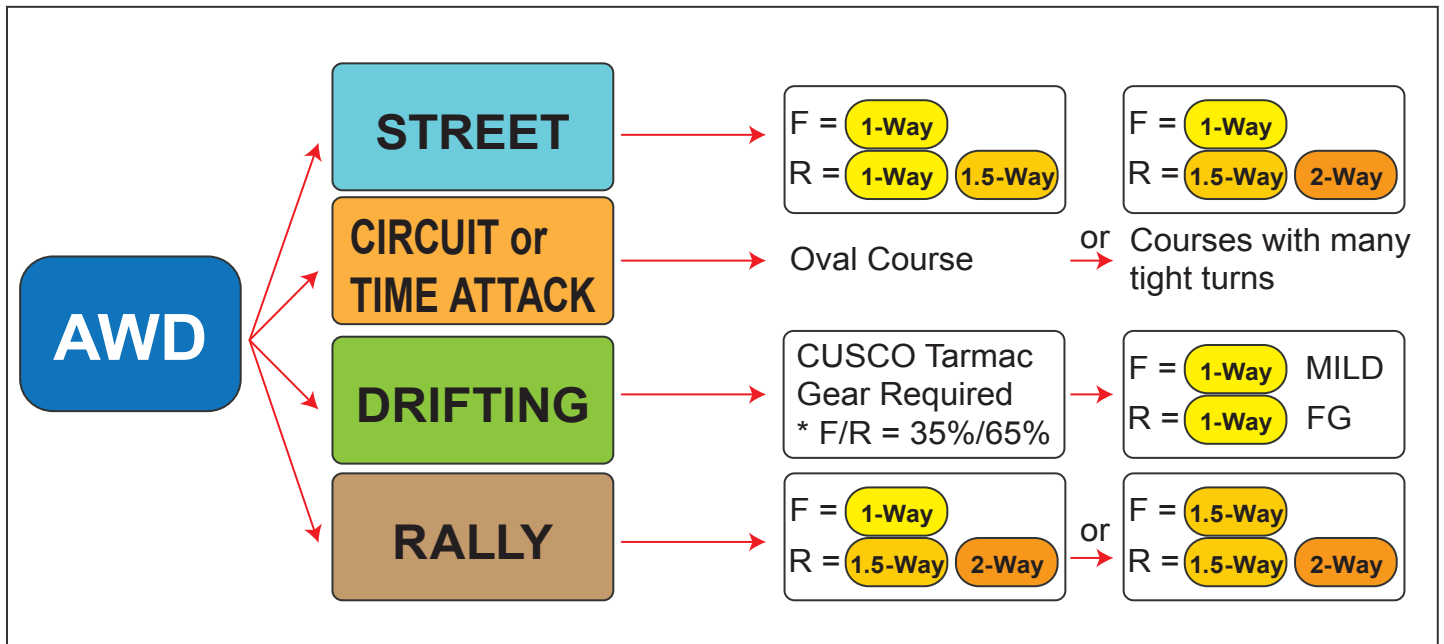 AWD
STREET
F = 1-Way
R = 1-Way 1.5-Way
F = 1-Way
R = 1.5-Way 2-Way
CIRCUIT or
TIME ATTACK
Oval Course
or
Courses with many
tight turns
DRIFTING
CUSCO Tarmac
Gear Required
* F/R = 35%/65%
F = 1-Way MILD
R = 1-Way FG
RALLY
F = 1-Way
R = 1.5-Way 2-Way
or
F = 1.5-Way
R = 1.5-Way 2-Way